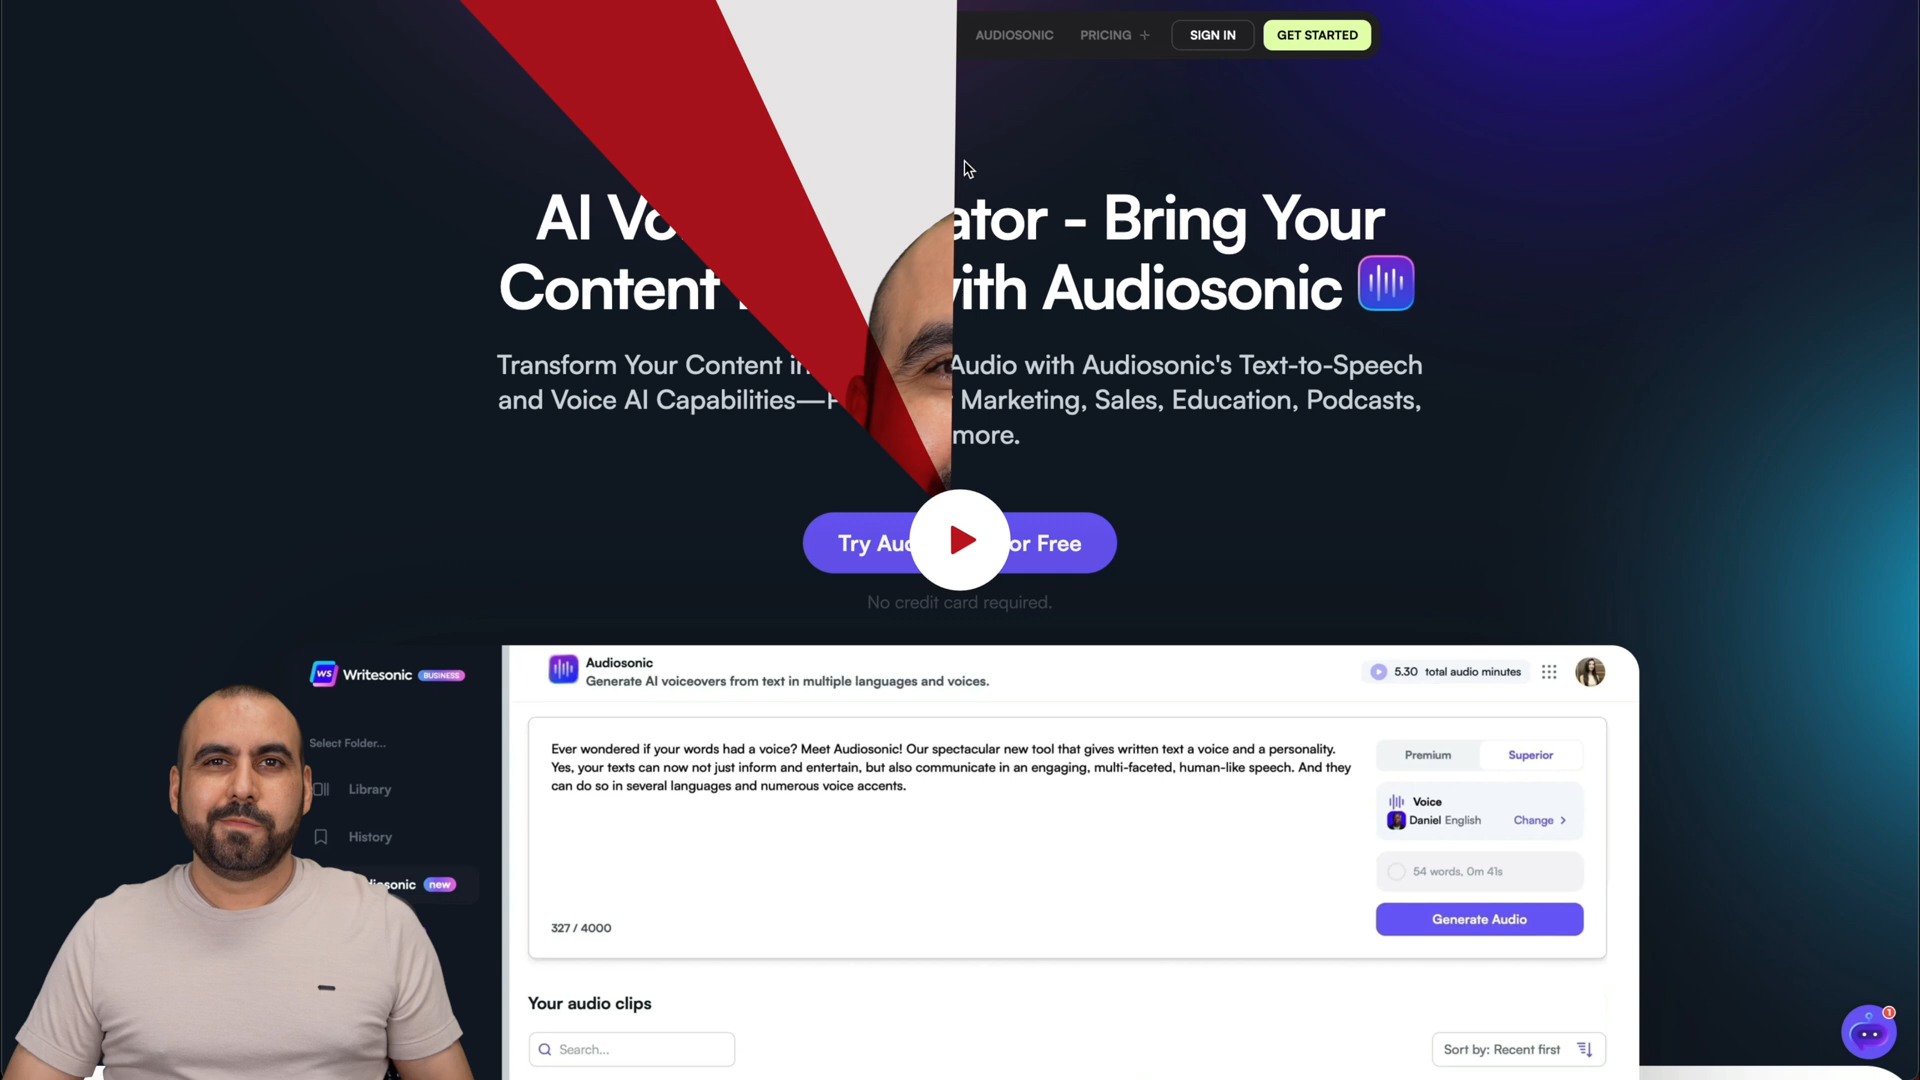 AUDIOSONIC PRICING + SIGN IN GET STARTED
AI ator - Bring Your
Content ith Audiosonic
Transform Your Content Audio with Audiosonic's Text-to-Speech
and Voice AI Capabilities— Marketing, Sales, Education, Podcasts,
more.
Try or Free
No credit card required.
Writesonic BUSINESS
Select Folder...
Library
History
new
Audiosonic
Generate AI voiceovers from text in multiple languages and voices.
5.30 total audio minutes
Ever wondered if your words had a voice? Meet Audiosonic! Our spectacular new tool that gives written text a voice and a personality.
Yes, your texts can now not just inform and entertain, but also communicate in an engaging, multi-faceted, human-like speech. And they
can do so in several languages and numerous voice accents.
327 / 4000
Premium Superior
Voice
Daniel English Change >
54 words, 0m 41s
Generate Audio
Your audio clips
Search...
Sort by: Recent first
1